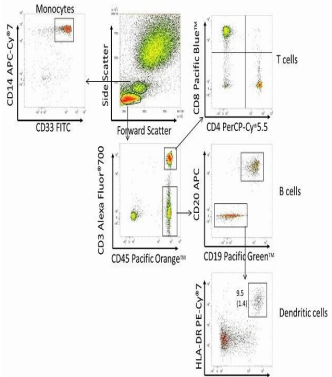 Monocytes
CD14 APC-Cy®7
CD33 FITC
Side Scatter
Forward Scatter
CD8 Pacific Blue™
CD4 PerCP-Cy®5.5
T cells
CD3 Alexa Fluor®700
CD45 Pacific Orange™
CD20 APC
CD19 Pacific Green™
B cells
HLA-DR PE-Cy®7
9.5
(1.4)
Dendritic cells